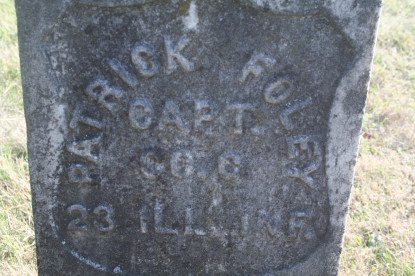 PATRICK FOLEY
CAPT.
CO. C
23 ILL. INF.